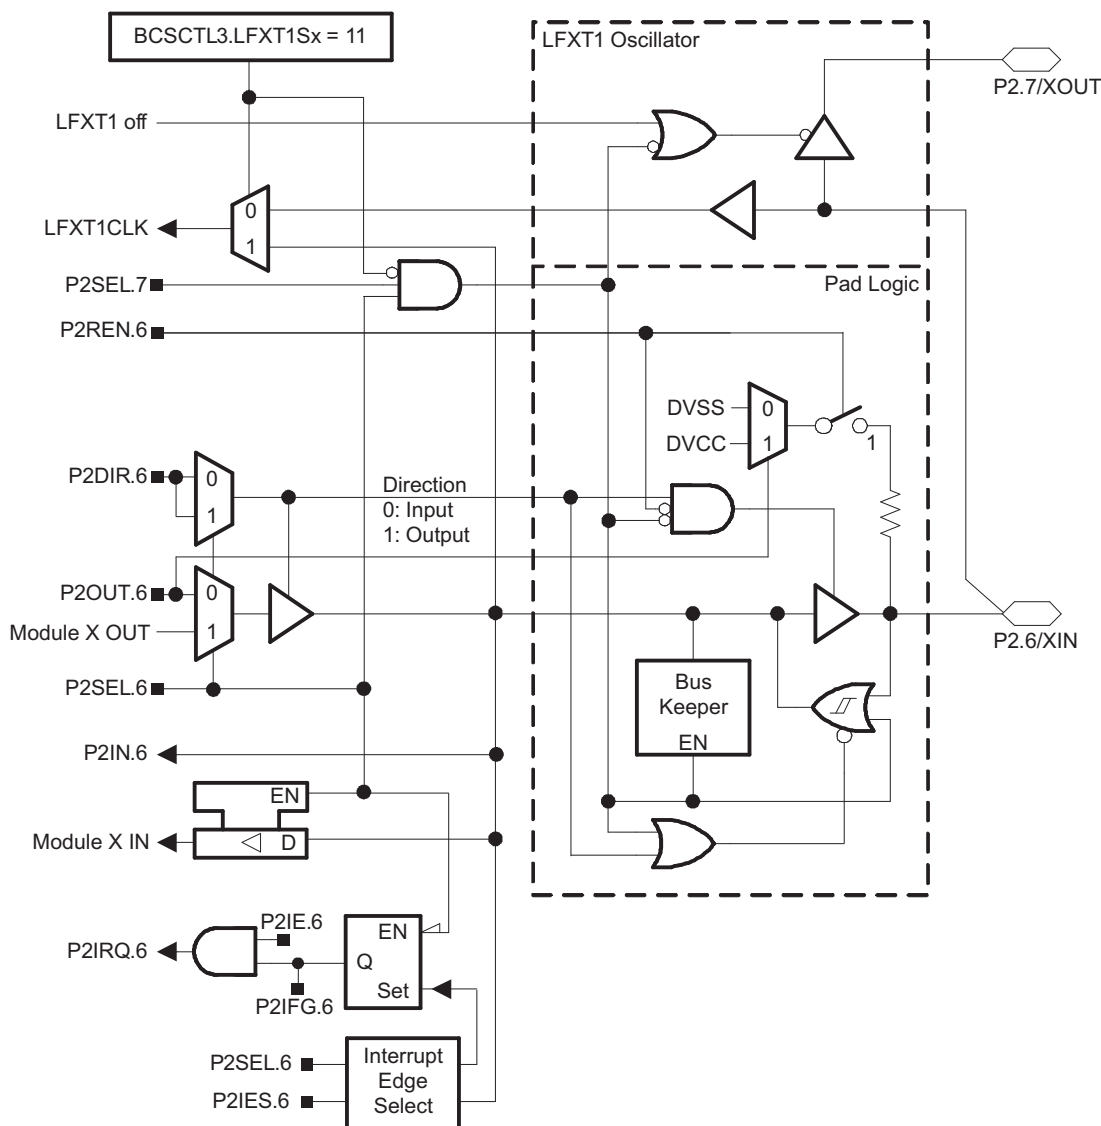 BCSCTL3.LFXT1Sx = 11
LFXT1 Oscillator
P2.7/XOUT
LFXT1 off
0
LFXT1CLK
1
P2SEL.7
Pad Logic
P2REN.6
DVSS
0
DVCC
1
1
P2DIR.6
0
1
Direction
0: Input
1: Output
P2OUT.6
0
Module X OUT
1
P2.6/XIN
P2SEL.6
Bus
Keeper
EN
P2IN.6
EN
Module X IN
D
P2IE.6
EN
P2IRQ.6
Q
Set
P2IFG.6
P2SEL.6
P2IES.6
Interrupt
Edge
Select